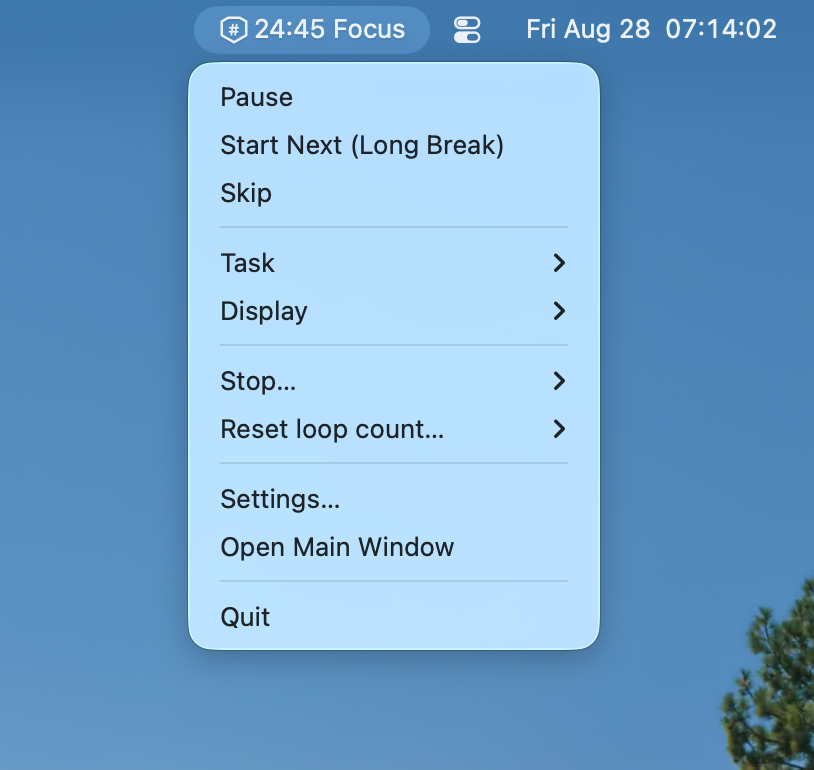 # 24:45 Focus Fri Aug 28 07:14:02
Pause
Start Next (Long Break)
Skip
Task
Display
Stop...
Reset loop count...
Settings...
Open Main Window
Quit